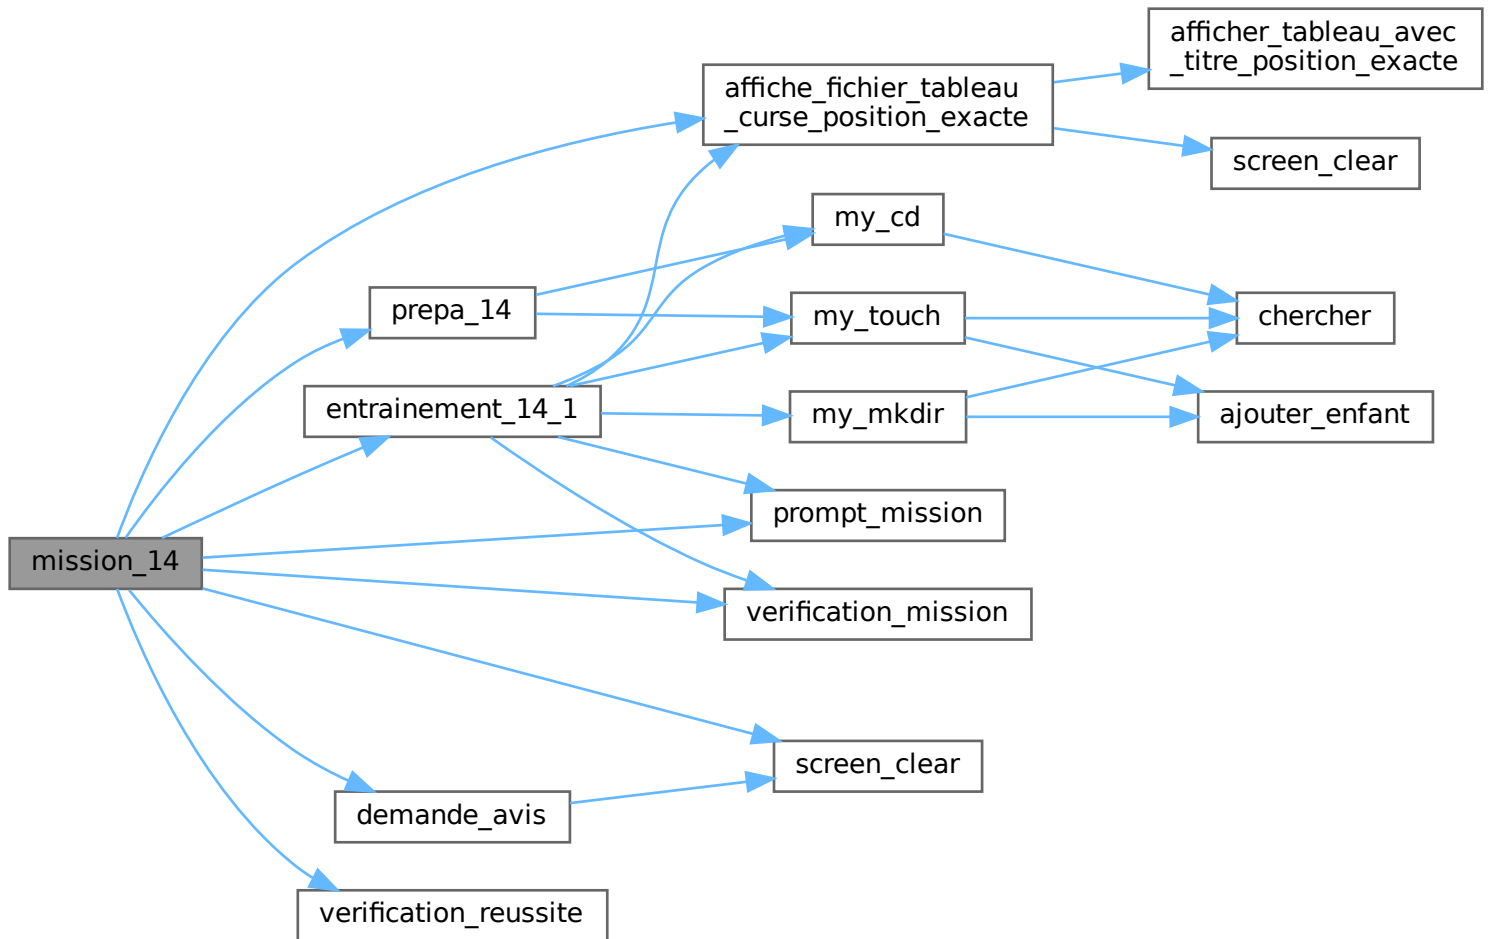 afficher_tableau_avec
_titre_position_exacte
affiche_fichier_tableau
_curse_position_exacte
screen_clear
my_cd
prepa_14
my_touch
chercher
entrainement_14_1
my_mkdir
ajouter_enfant
prompt_mission
mission_14
verification_mission
screen_clear
demande_avis
verification_reussite